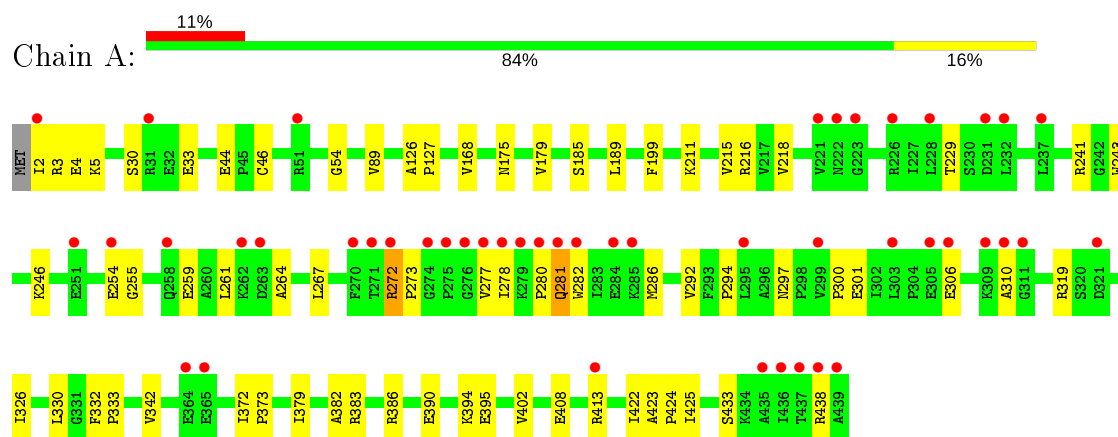 11%
Chain A:
84% 16%
MET I2 R3 E4 K5 S30 R31 E32 E33 E44 P45 C46 R51 G54 V89 A126 P127 V168 N175 V179 S185 L189 F199 K211 V215 R216 V217 V218 V221 N222 G223 R226 I227 L228 T229 S230 D231 L232 L237 R241 G242 W243
K246 E251 E254 G255 Q258 E259 A260 L261 K262 D263 A264 L267 F270 T271 R272 P273 G274 P275 G276 V277 I278 K279 P280 Q281 W282 I283 E284 K285 M286 V292 F293 P294 L295 A296 N297 P298 V299 P300 E301 I302 L303 P304 E305 E306 K309 A310 G311 R319 S320 D321
I326 L330 G331 F332 P333 V342 E364 E365 I372 P373 I379 A382 R383 R386 E390 K394 E395 V402 E408 R413 I422 A423 P424 I425 S433 K434 A435 I436 T437 R438 A439